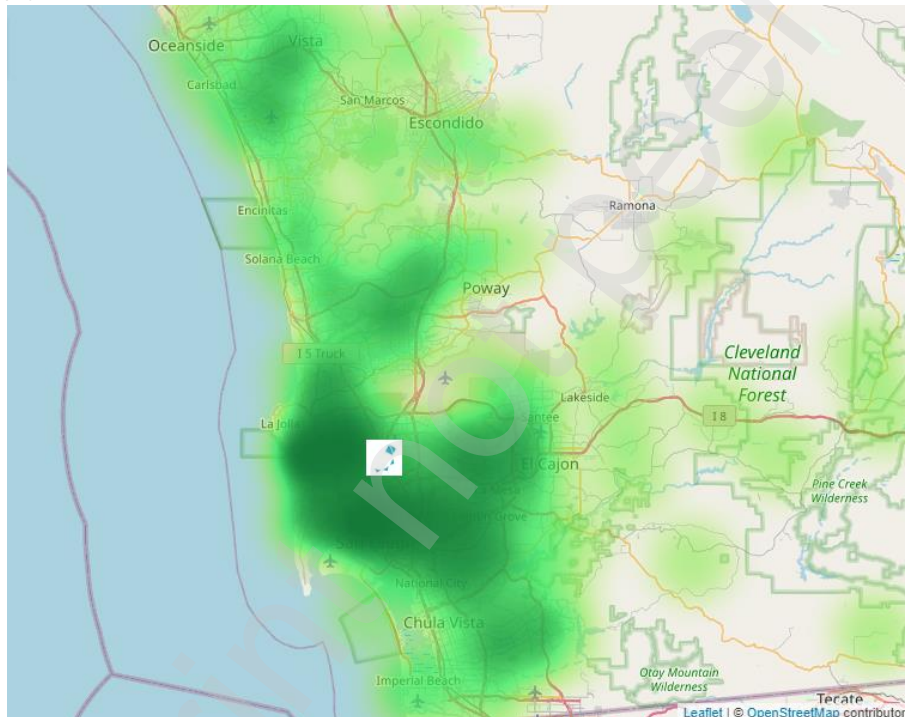 Oceanside
Vista
Carlsbad
San Marcos
Escondido
Encinitas
Ramona
Solana Beach
Poway
I 5 Truck
Cleveland
National
Forest
Lakeside
I 8
La Jolla
Santee
El Cajon
Pine Creek
Wilderness
Grove
National City
Chula Vista
Imperial Beach
Otay Mountain
Wilderness
Tecate
Leaflet | © OpenStreetMap contributor